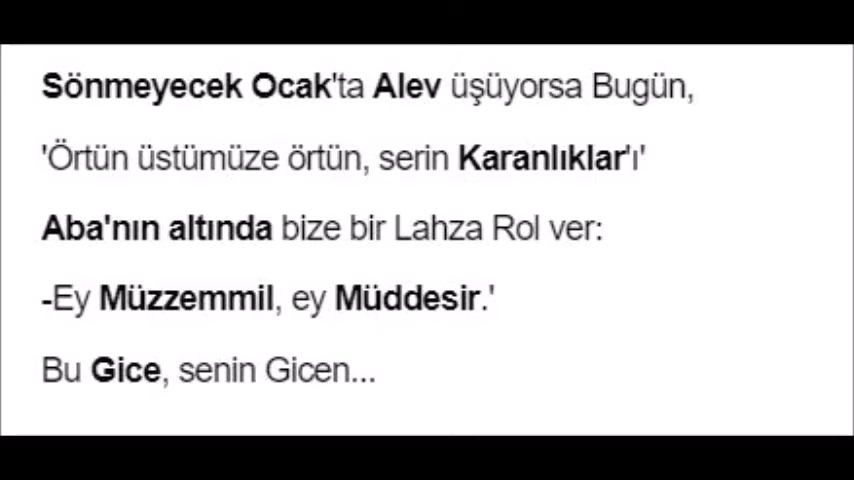 Sönmeyecek Ocak'ta Alev üşüyorsa Bugün,
'Örtün üstümüze örtün, serin Karanlıklar'ı'
Aba'nın altında bize bir Lahza Rol ver:
-Ey Müzzemmil, ey Müddesir.'
Bu Gice, senin Gicen...